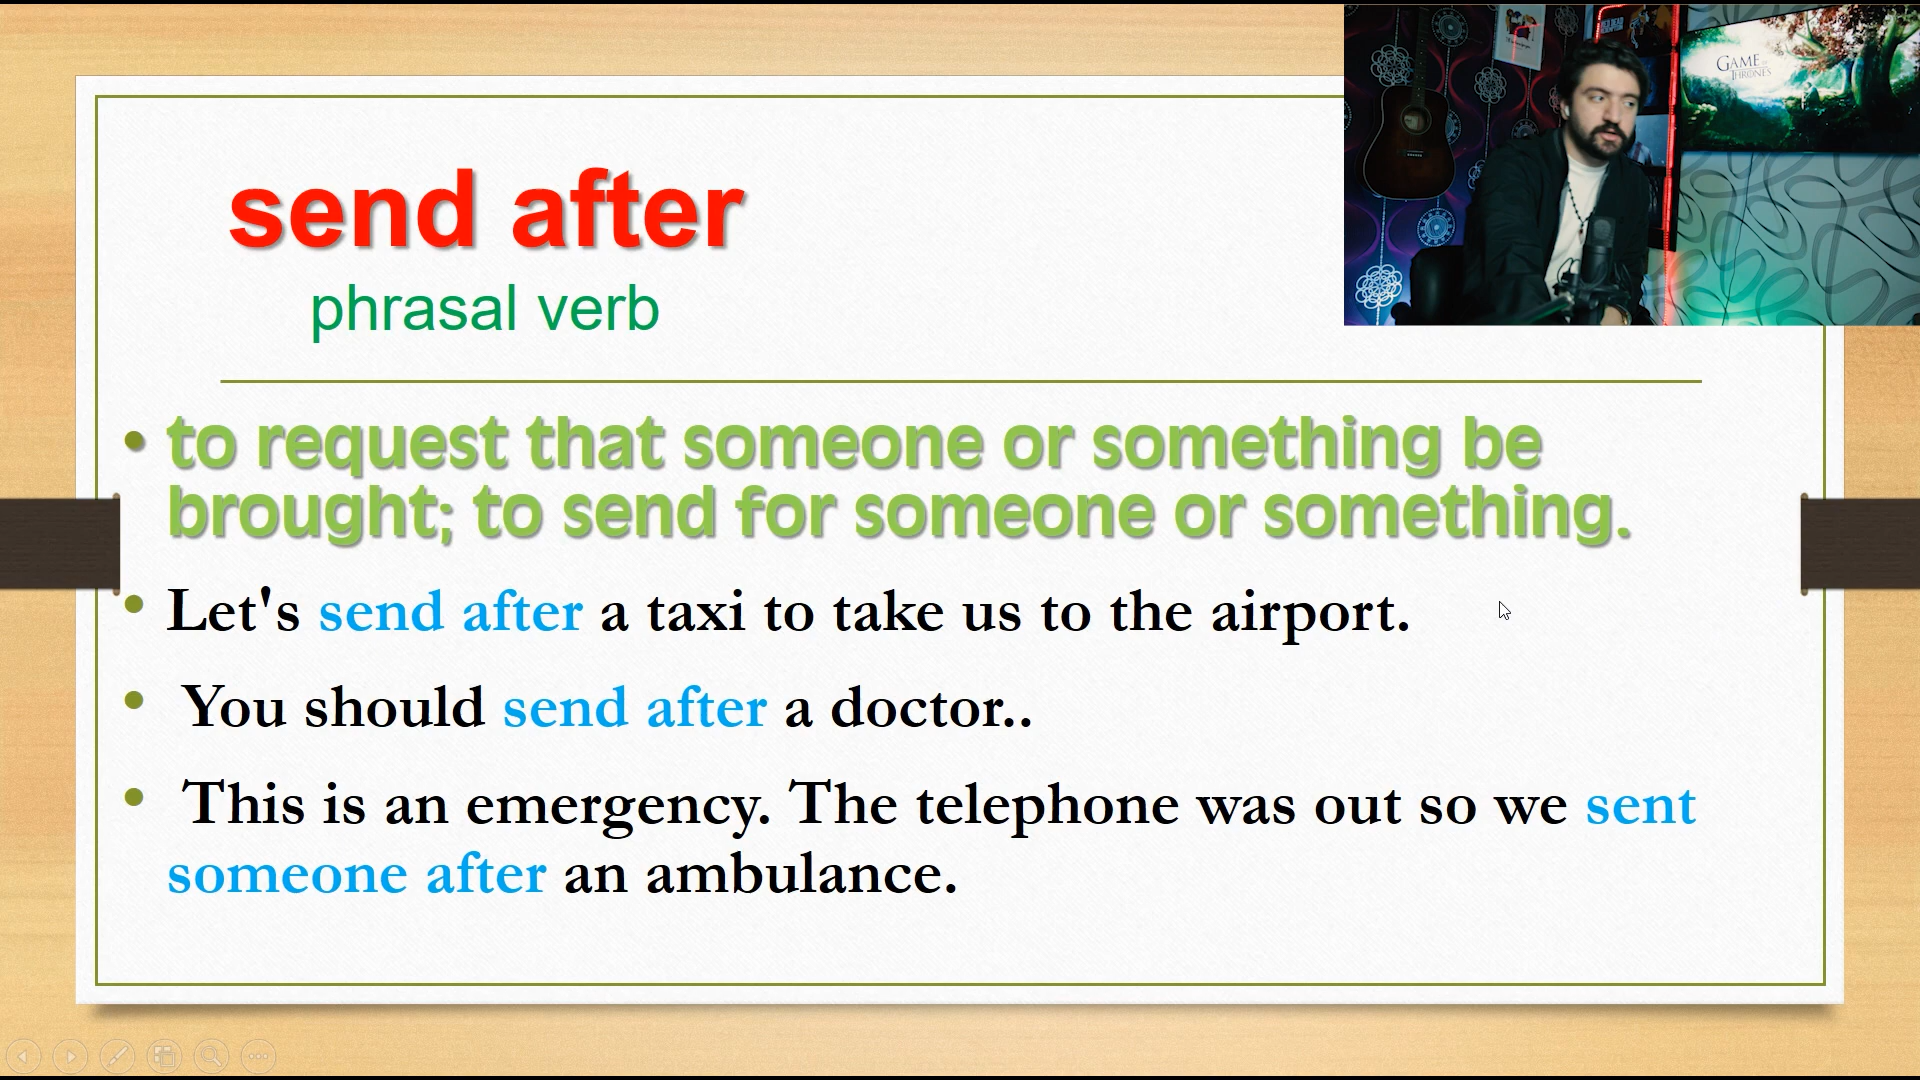 send after
phrasal verb
GAME OF
THRONES
• to request that someone or something be
brought; to send for someone or something.
• Let's send after a taxi to take us to the airport.
• You should send after a doctor..
• This is an emergency. The telephone was out so we sent
someone after an ambulance.